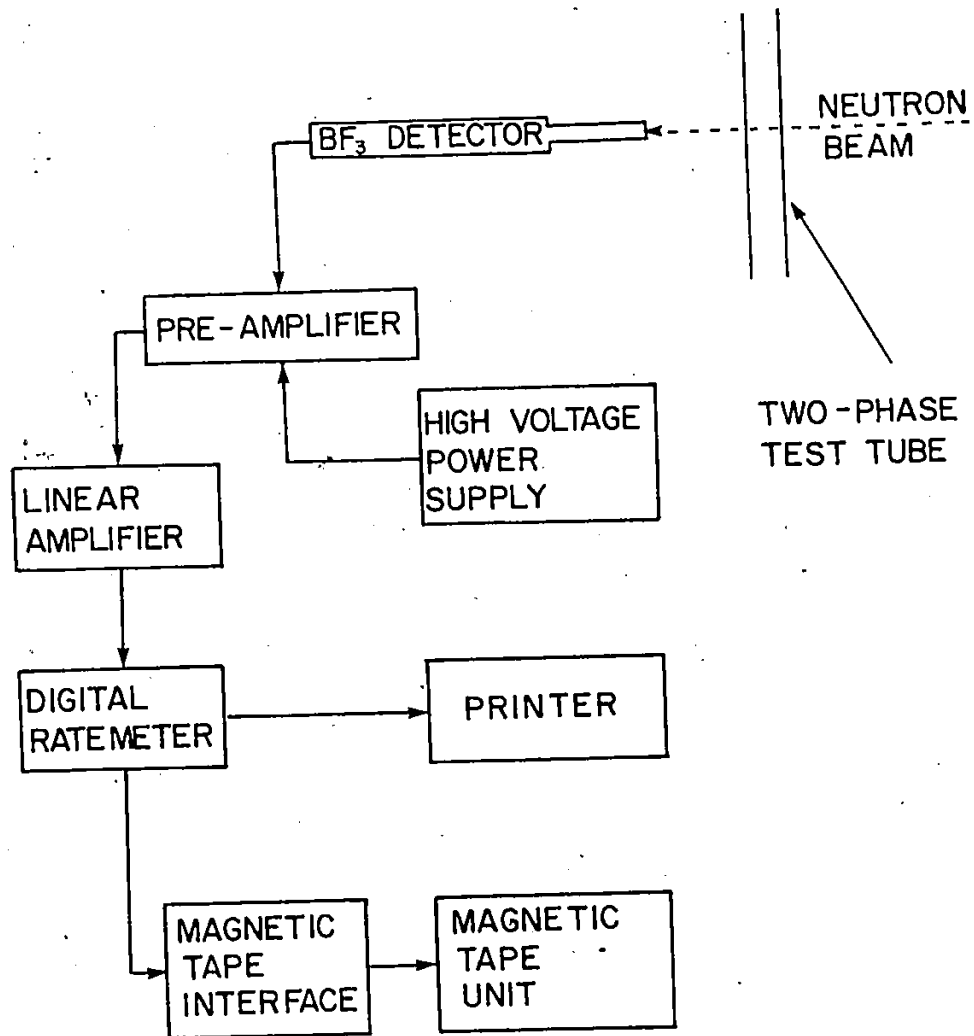 NEUTRON
BEAM
BF₃ DETECTOR
PRE-AMPLIFIER
HIGH VOLTAGE
POWER
SUPPLY
TWO-PHASE
TEST TUBE
LINEAR
AMPLIFIER
DIGITAL
RATEMETER
PRINTER
MAGNETIC
TAPE
INTERFACE
MAGNETIC
TAPE
UNIT